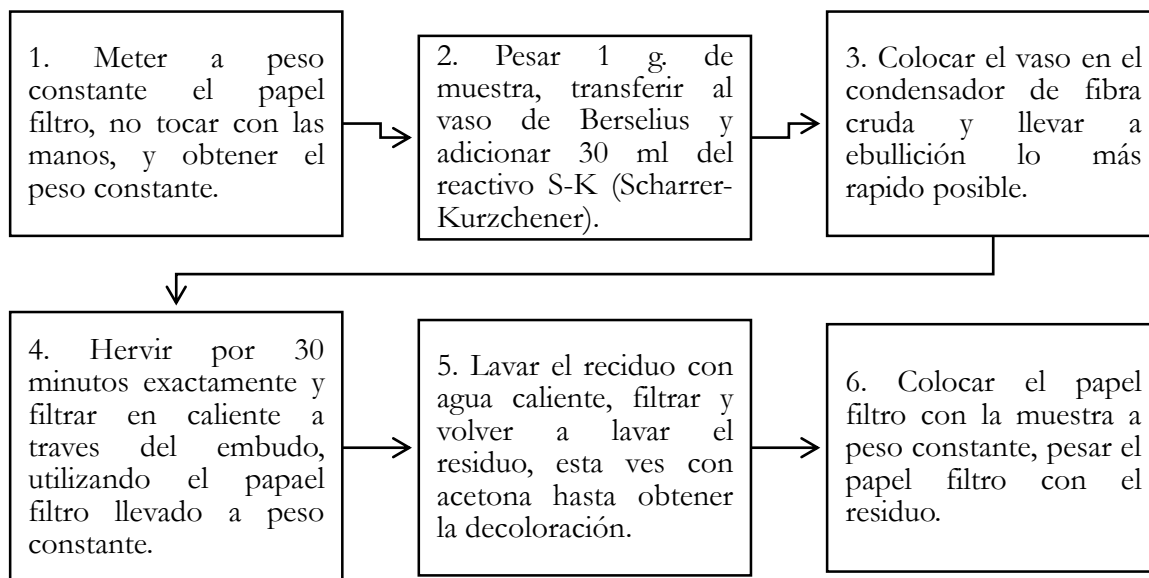 1. Meter a peso
constante el papel
filtro, no tocar con las
manos, y obtener el
peso constante.
2. Pesar 1 g. de
muestra, transferir al
vaso de Berselius y
adicionar 30 ml del
reactivo S-K (Scharrer-
Kurzchener).
3. Colocar el vaso en el
condensador de fibra
cruda y llevar a
ebullición lo más
rapido posible.
4. Hervir por 30
minutos exactamente y
filtrar en caliente a
traves del embudo,
utilizando el papael
filtro llevado a peso
constante.
5. Lavar el residuo con
agua caliente, filtrar y
volver a lavar el
residuo, esta ves con
acetona hasta obtener
la decoloración.
6. Colocar el papel
filtro con la muestra a
peso constante, pesar el
papel filtro con el
residuo.